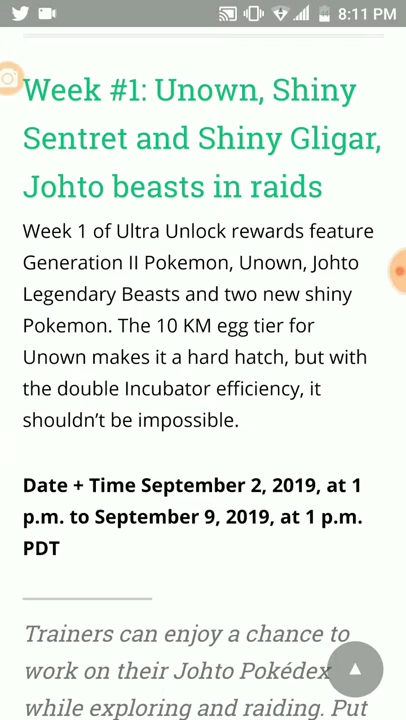 8:11 PM
Week #1: Unown, Shiny
Sentret and Shiny Gligar,
Johto beasts in raids
Week 1 of Ultra Unlock rewards feature
Generation II Pokemon, Unown, Johto
Legendary Beasts and two new shiny
Pokemon. The 10 KM egg tier for
Unown makes it a hard hatch, but with
the double Incubator efficiency, it
shouldn’t be impossible.
Date + Time September 2, 2019, at 1
p.m. to September 9, 2019, at 1 p.m.
PDT
Trainers can enjoy a chance to
work on their Johto Pokédex
while exploring and raiding. Put